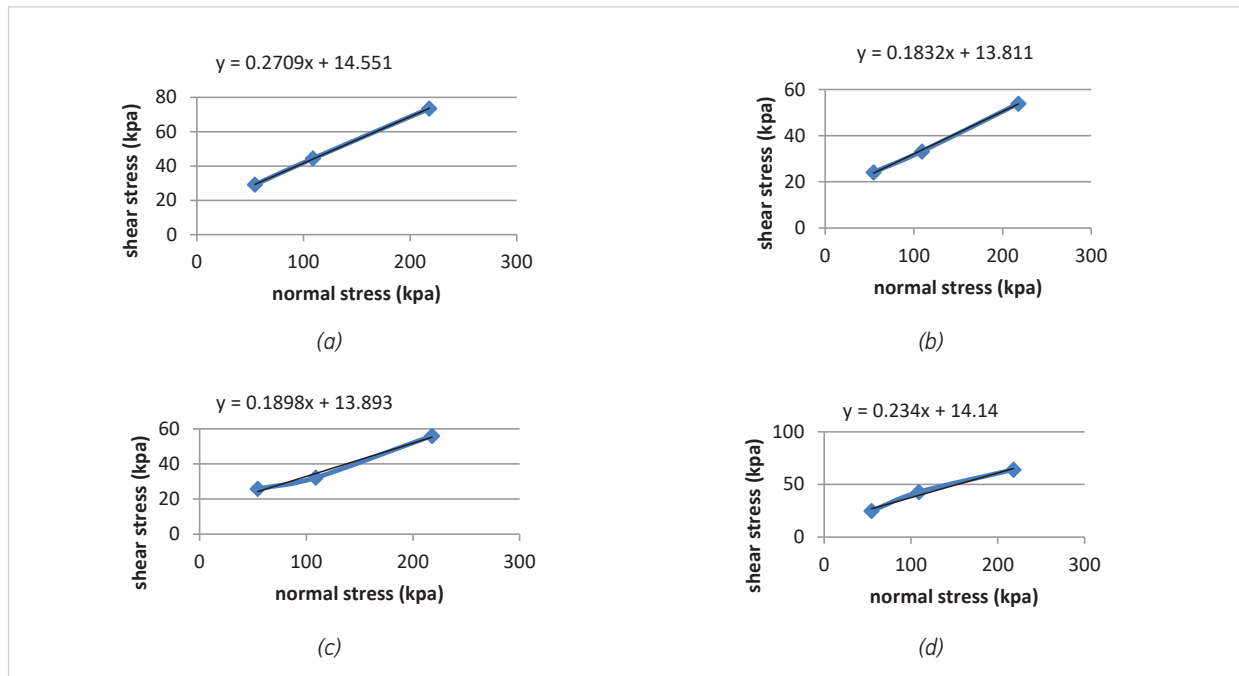 y = 0.2709x + 14.551
80
60
40
20
0
0 100 200 300
shear stress (kpa)
normal stress (kpa)
(a)
y = 0.1832x + 13.811
60
40
20
0
0 100 200 300
shear stress (kpa)
normal stress (kpa)
(b)
y = 0.1898x + 13.893
60
40
20
0
0 100 200 300
shear stress (kpa)
normal stress (kpa)
(c)
y = 0.234x + 14.14
100
50
0
0 100 200 300
shear stress (kpa)
normal stress (kpa)
(d)